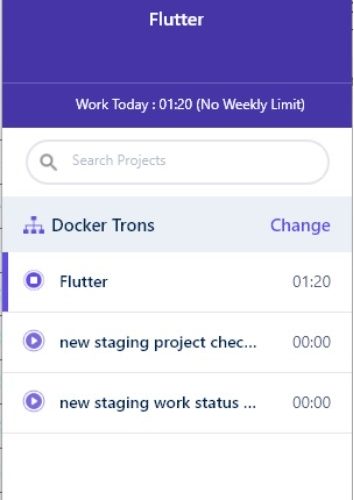 Flutter
Work Today : 01:20 (No Weekly Limit)
Search Projects
Docker Trons Change
Flutter 01:20
new staging project chec... 00:00
new staging work status ... 00:00